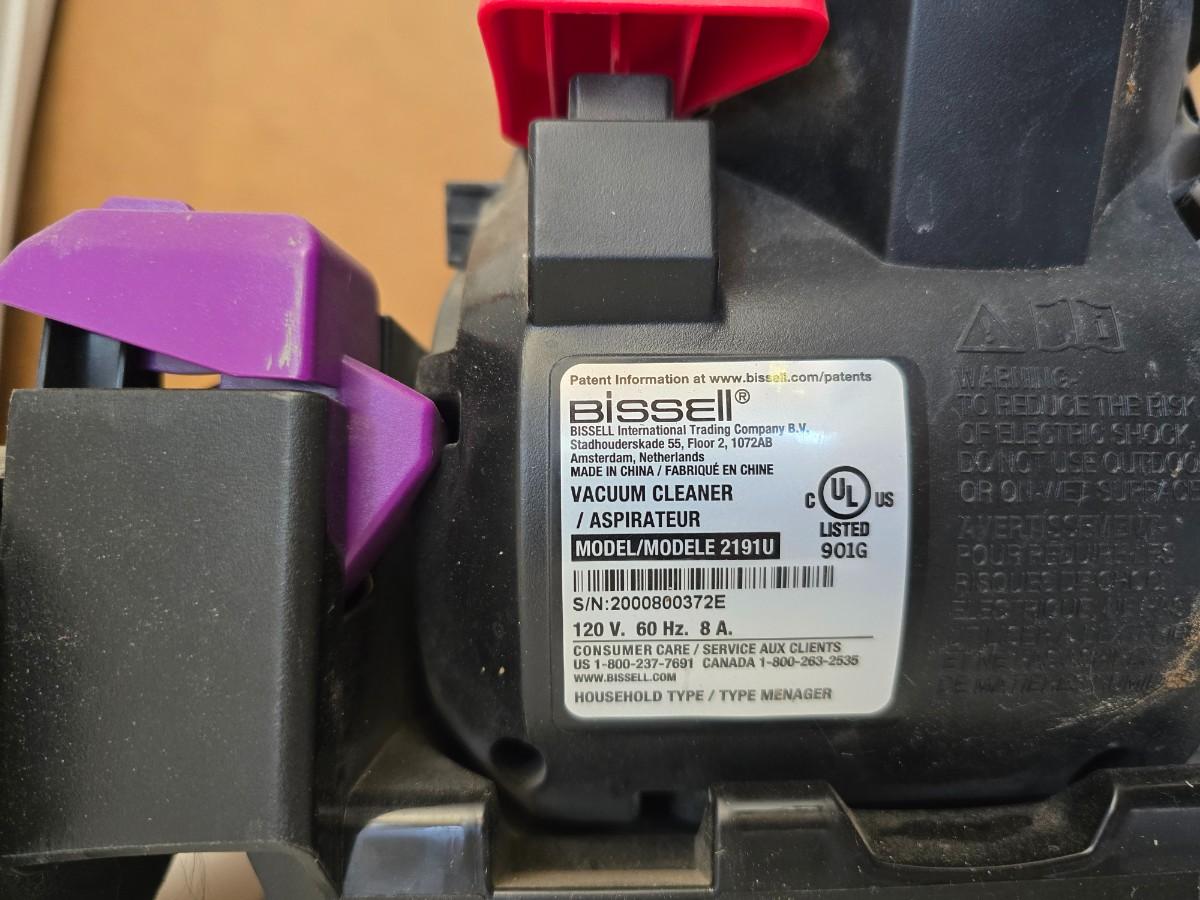 Patent Information at www.bissell.com/patents
BISSELL®
BISSELL International Trading Company B.V.
Stadhouderskade 55, Floor 2, 1072AB
Amsterdam, Netherlands
MADE IN CHINA / FABRIQUÉ EN CHINE
VACUUM CLEANER
/ ASPIRATEUR
C UL US
LISTED
901G
MODEL/MODELE 2191U
S/N:2000800372E
120 V. 60 Hz. 8 A.
CONSUMER CARE / SERVICE AUX CLIENTS
US 1-800-237-7691 CANADA 1-800-263-2535
WWW.BISSELL.COM
HOUSEHOLD TYPE / TYPE MENAGER
WARNING-
TO REDUCE THE RISK
OF ELECTRIC SHOCK,
DO NOT USE OUTDOO
OR ON WET SURFACE
AVERTISSEMENT-
POUR REDUIRE LES
RISQUES DE CHOC